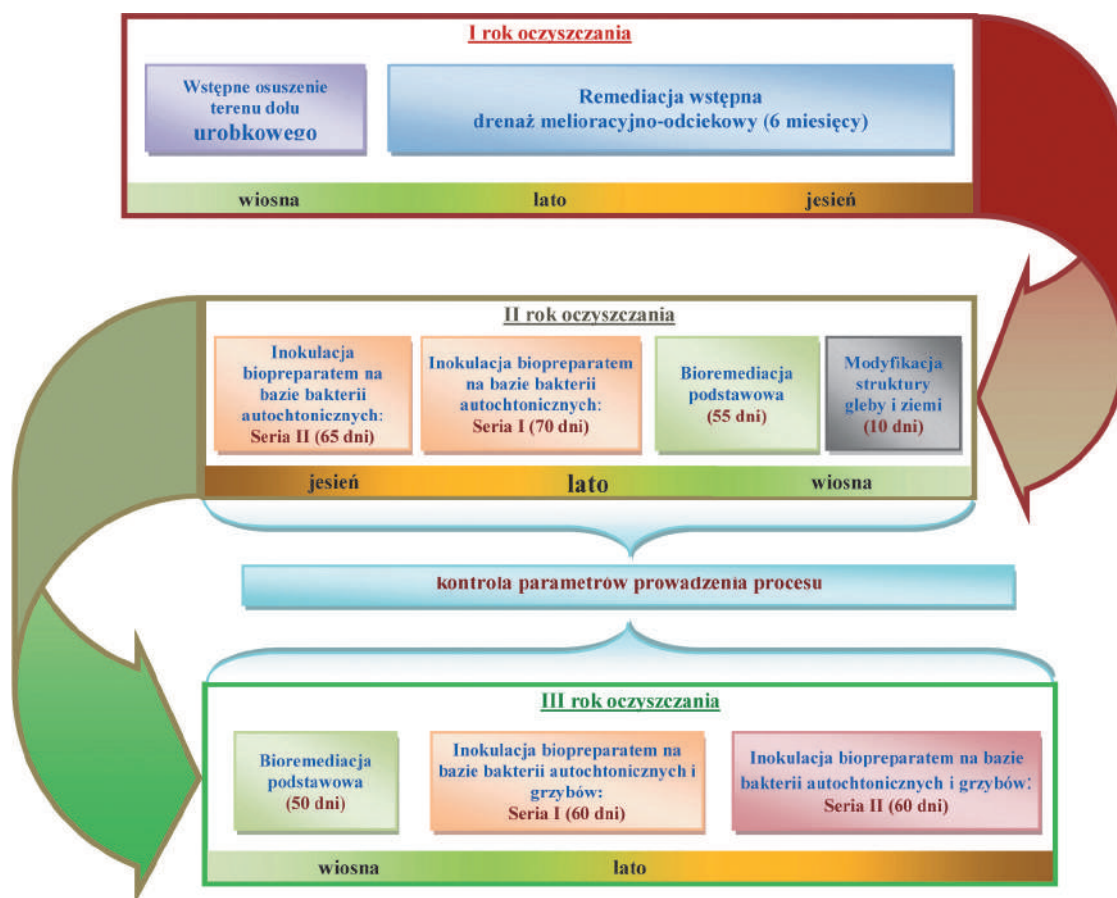 I rok oczyszczania
Wstępne osuszenie
terenu dołu
urobkowego
Remediacja wstępna
drenaż melioracyjno-odciekowy (6 miesięcy)
wiosna
lato
jesień
II rok oczyszczania
Inokulacja
biopreparatem na
bazie bakterii
autochtonicznych:
Seria II (65 dni)
Inokulacja biopreparatem
na bazie bakterii
autochtonicznych:
Seria I (70 dni)
Bioremediacja
podstawowa
(55 dni)
Modyfikacja
struktury
gleby i ziemi
(10 dni)
jesień
lato
wiosna
kontrola parametrów prowadzenia procesu
III rok oczyszczania
Bioremediacja
podstawowa
(50 dni)
Inokulacja biopreparatem na
bazie bakterii autochtonicznych i
grzybów:
Seria I (60 dni)
Inokulacja biopreparatem na bazie
bakterii autochtonicznych i grzybów:
Seria II (60 dni)
wiosna
lato